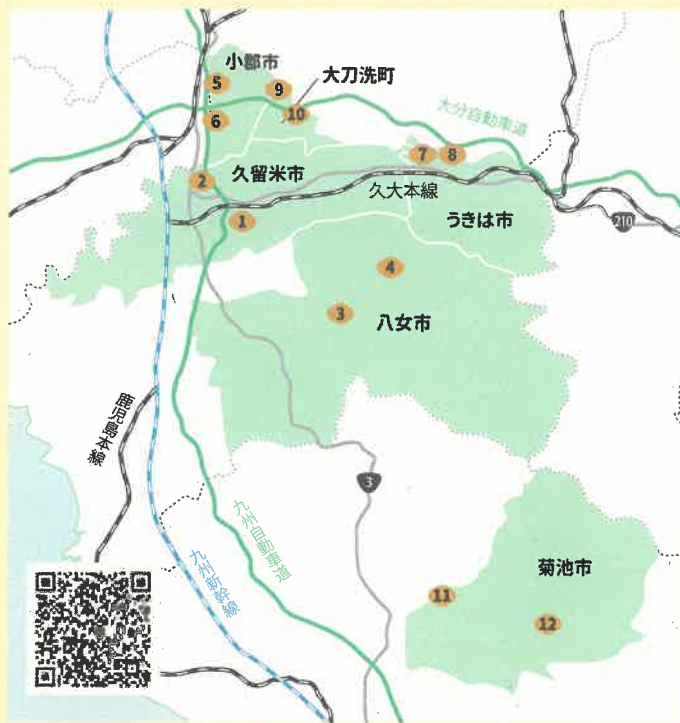 小郡市
大刀洗町
5
9
10
6
大分自動車道
7
8
2
久留米市
久大本線
1
うきは市
210
4
3
八女市
鹿児島本線
3
九州自動車道
九州新幹線
菊池市
11
12